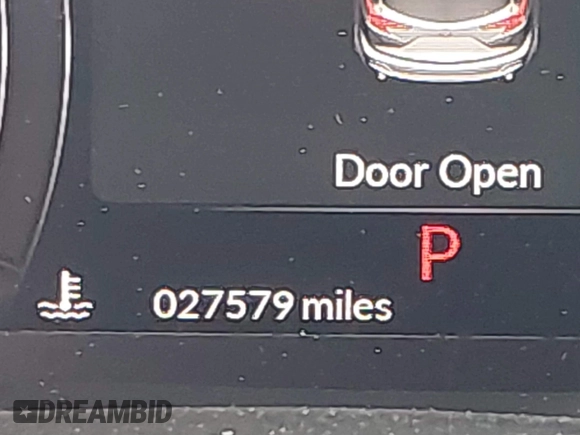 Door Open
P
027579 miles
DREAMBID